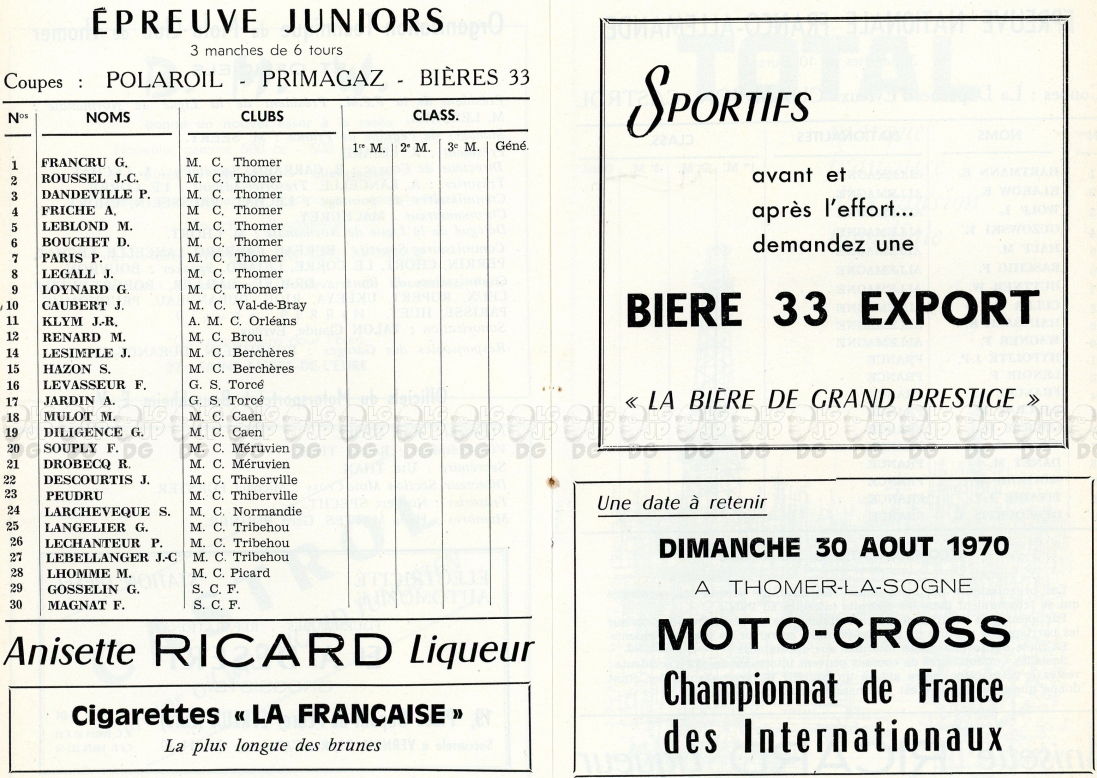 ÉPREUVE JUNIORS
3 manches de 6 tours
Coupes : POLAROIL - PRIMAGAZ - BIÈRES 33
Nos NOMS CLUBS CLASS.
1re M. 2e M. 3e M. Géné.
1 FRANCRU G. M. C. Thomer
2 ROUSSEL J.-C. M. C. Thomer
3 DANDEVILLE P. M. C. Thomer
4 FRICHE A. M. C. Thomer
5 LEBLOND M. M. C. Thomer
6 BOUCHET D. M. C. Thomer
7 PARIS P. M. C. Thomer
8 LEGALL J. M. C. Thomer
9 LOYNARD G. M. C. Thomer
10 CAUBERT J. M. C. Val-de-Bray
11 KLYM J.-R. A. M. C. Orléans
12 RENARD M. M. C. Brou
14 LESIMPLE J. M. C. Berchères
15 HAZON S. M. C. Berchères
16 LEVASSEUR F. G. S. Torcé
17 JARDIN A. G. S. Torcé
18 MULOT M. M. C. Caen
19 DILIGENCE G. M. C. Caen
20 SOUPLY F. M. C. Méruvien
21 DROBECQ R. M. C. Méruvien
22 DESCOURTIS J. M. C. Thiberville
23 PEUDRU M. C. Thiberville
24 LARCHEVEQUE S. M. C. Normandie
25 LANGELIER G. M. C. Tribehou
26 LECHANTEUR P. M. C. Tribehou
27 LEBELLANGER J-C M. C. Tribehou
28 LHOMME M. M. C. Picard
29 GOSSELIN G. S. C. F.
30 MAGNAT F. S. C. F.
Anisette RICARD Liqueur
Cigarettes « LA FRANÇAISE »
La plus longue des brunes
SPORTIFS
avant et
après l'effort...
demandez une
BIERE 33 EXPORT
« LA BIÈRE DE GRAND PRESTIGE »
Une date à retenir
DIMANCHE 30 AOUT 1970
A THOMER-LA-SOGNE
MOTO-CROSS
Championnat de France
des Internationaux